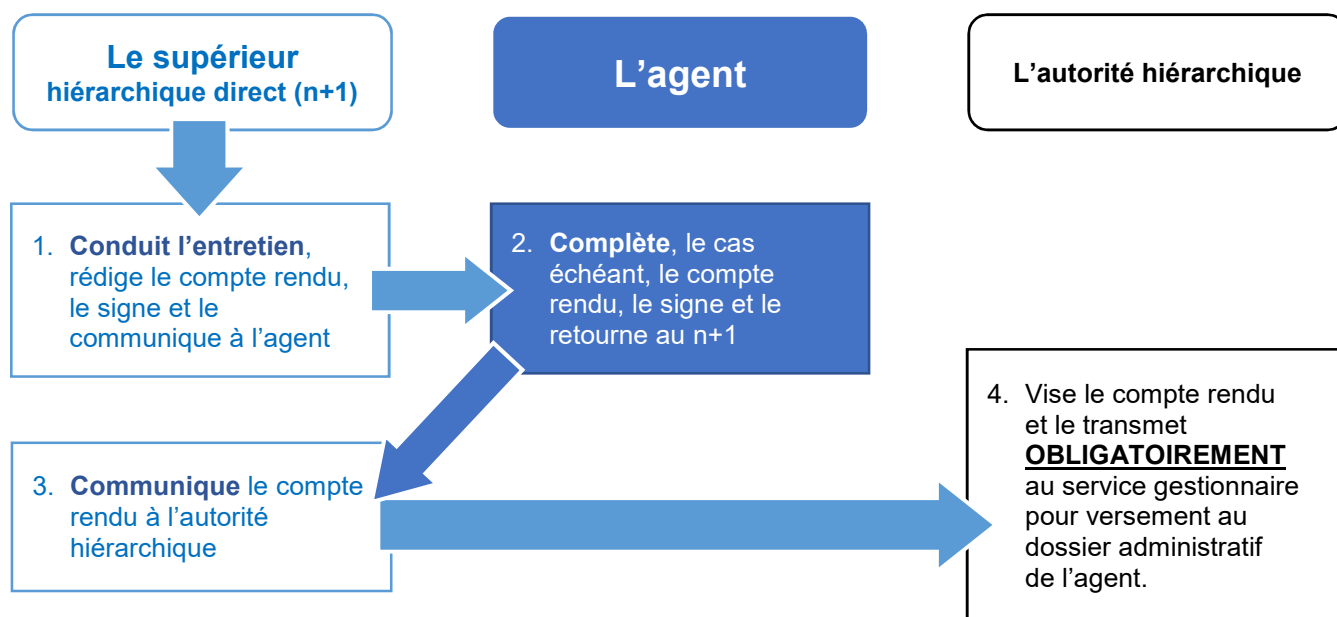 Le supérieur
hiérarchique direct (n+1)
L’agent
L’autorité hiérarchique
1. Conduit l’entretien,
rédige le compte rendu,
le signe et le
communique à l’agent
2. Complète, le cas
échéant, le compte
rendu, le signe et le
retourne au n+1
3. Communique le compte
rendu à l’autorité
hiérarchique
4. Vise le compte rendu
et le transmet
OBLIGATOIREMENT
au service gestionnaire
pour versement au
dossier administratif
de l’agent.